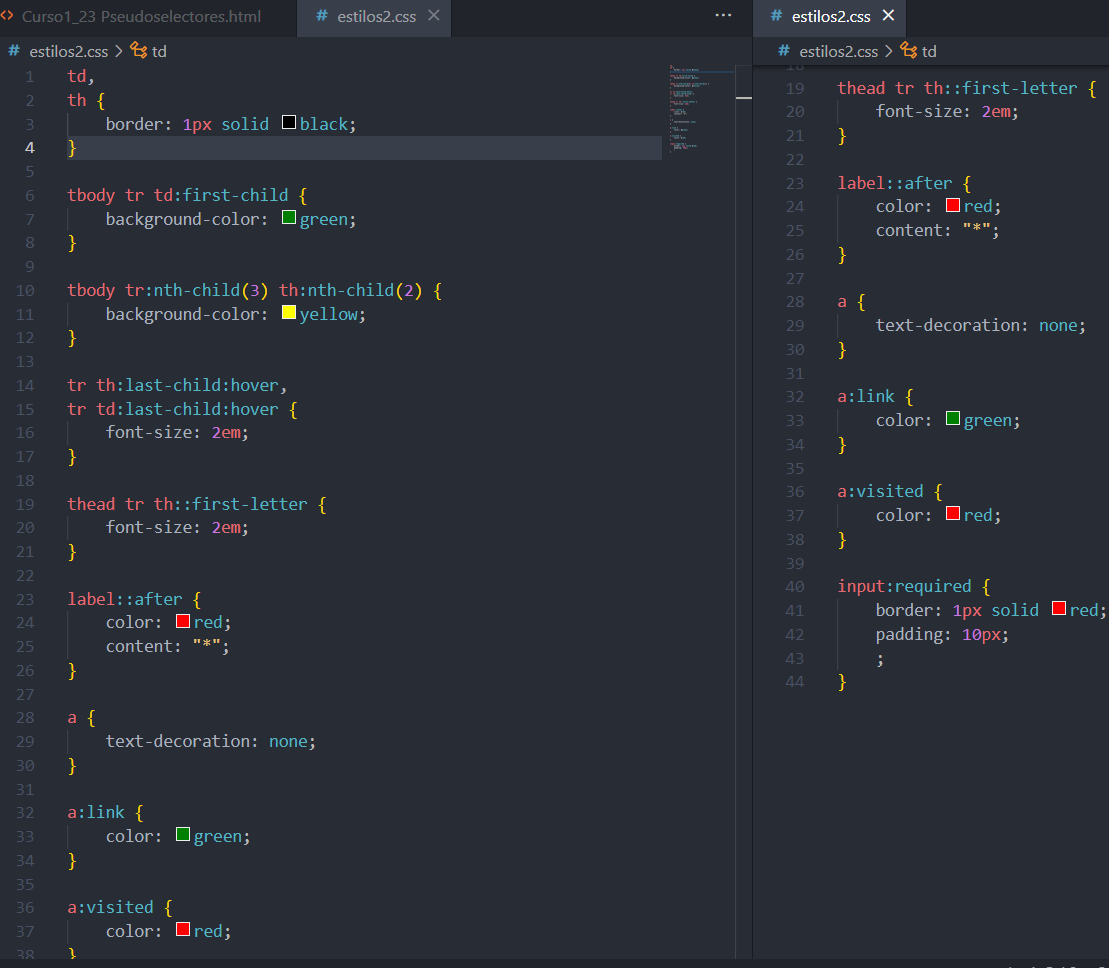 Curso1_23 Pseudoselectores.html
# estilos2.css
# estilos2.css > td
1 td,
2 th {
3 border: 1px solid black;
4 }
5
6 tbody tr td:first-child {
7 background-color: green;
8 }
9
10 tbody tr:nth-child(3) th:nth-child(2) {
11 background-color: yellow;
12 }
13
14 tr th:last-child:hover,
15 tr td:last-child:hover {
16 font-size: 2em;
17 }
18
19 thead tr th::first-letter {
20 font-size: 2em;
21 }
22
23 label::after {
24 color: red;
25 content: "*";
26 }
27
28 a {
29 text-decoration: none;
30 }
31
32 a:link {
33 color: green;
34 }
35
36 a:visited {
37 color: red;
38 }
# estilos2.css
# estilos2.css > td
18
19 thead tr th::first-letter {
20 font-size: 2em;
21 }
22
23 label::after {
24 color: red;
25 content: "*";
26 }
27
28 a {
29 text-decoration: none;
30 }
31
32 a:link {
33 color: green;
34 }
35
36 a:visited {
37 color: red;
38 }
39
40 input:required {
41 border: 1px solid red;
42 padding: 10px;
43 ;
44 }